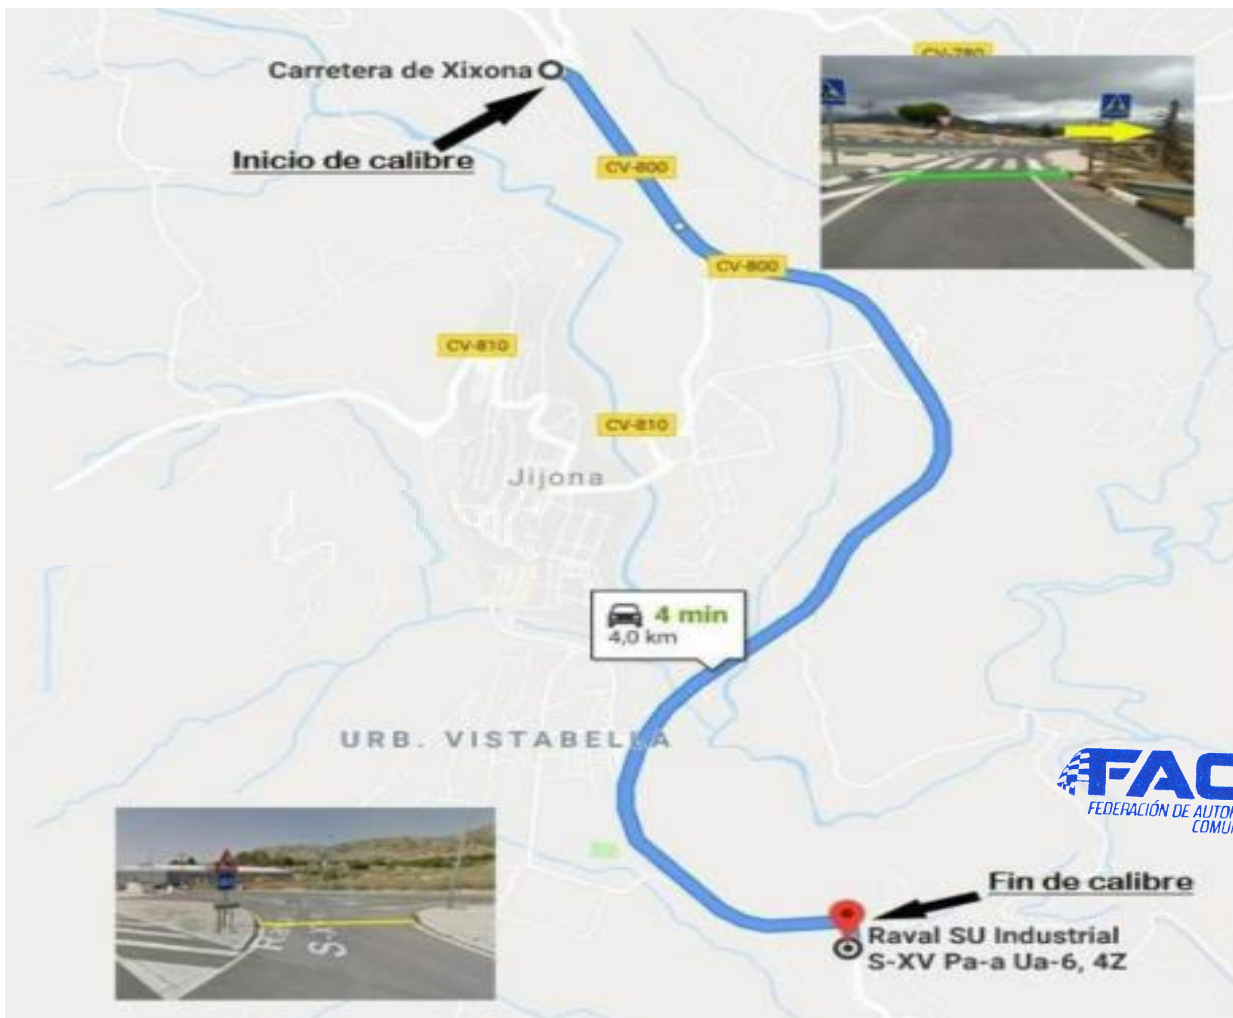 CV-780
Carretera de Xixona
Inicio de calibre
CV-800
CV-800
CV-810
CV-810
Jijona
4 min
4,0 km
URB. VISTABELLA
FAC
FEDERACIÓN DE AUTO
COMU
Fin de calibre
Raval SU Industrial
S-XV Pa-a Ua-6, 4Z